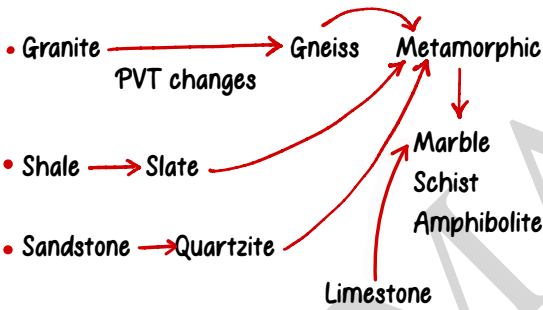 • Granite → Gneiss Metamorphic
PVT changes
Marble
• Shale → Slate
Schist
Amphibolite
• Sandstone → Quartzite
Limestone